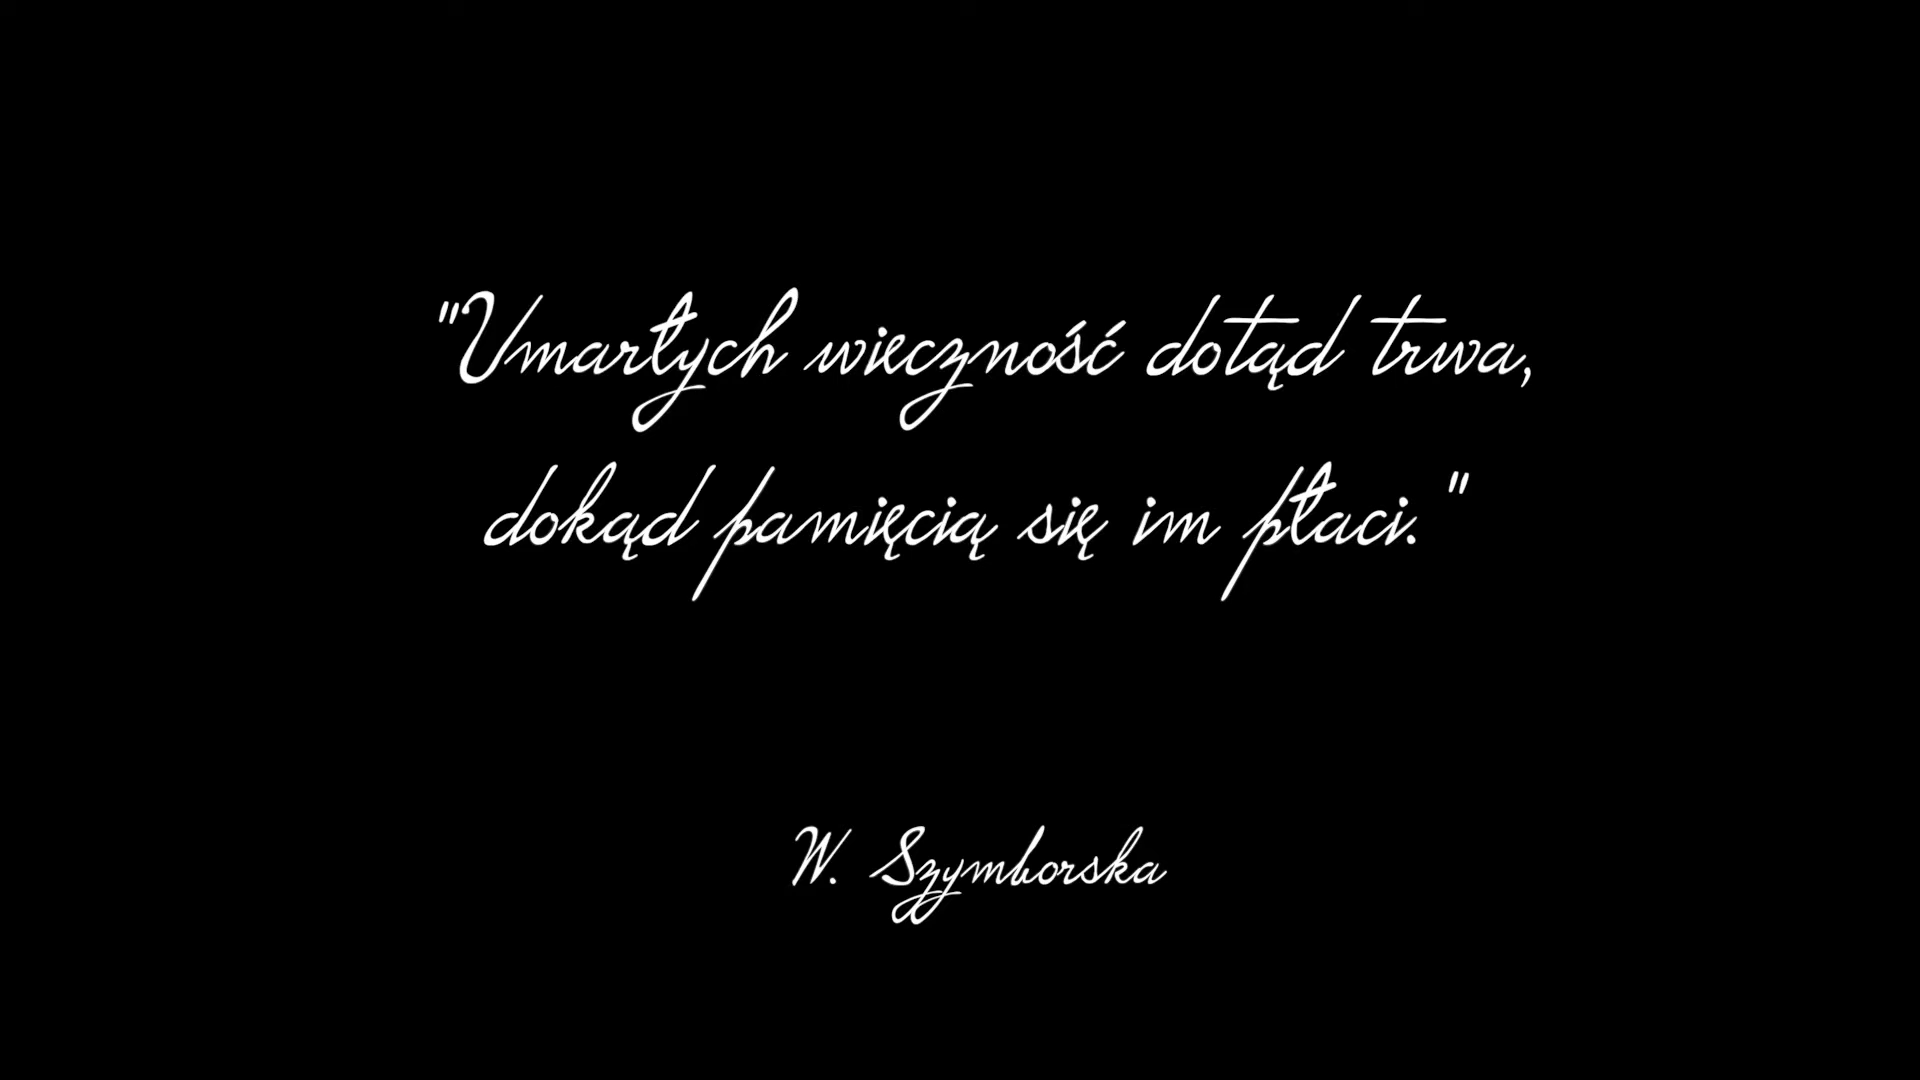 "Umarłych wieczność dotąd trwa,
dokąd pamięcią się im płaci."
W. Szymborska